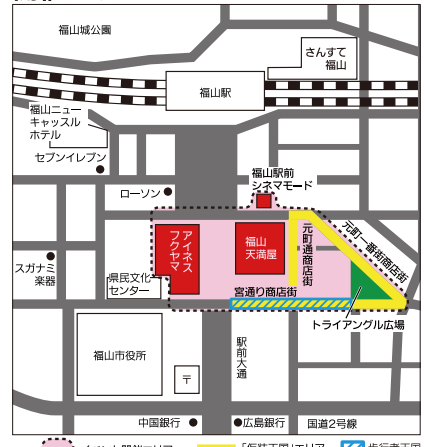 福山城公園
さんすて
福山
福山駅
福山ニュー
キャッスル
ホテル
セブンイレブン
福山駅前
シネマモード
ローソン
元町一番街商店街
元町通商店街
アイネス
フクヤマ
福山
天満屋
スガナミ
楽器
県民文化
センター
宮通り商店街
トライアングル広場
駅前大通
福山市役所
〒
中国銀行
広島銀行
国道2号線